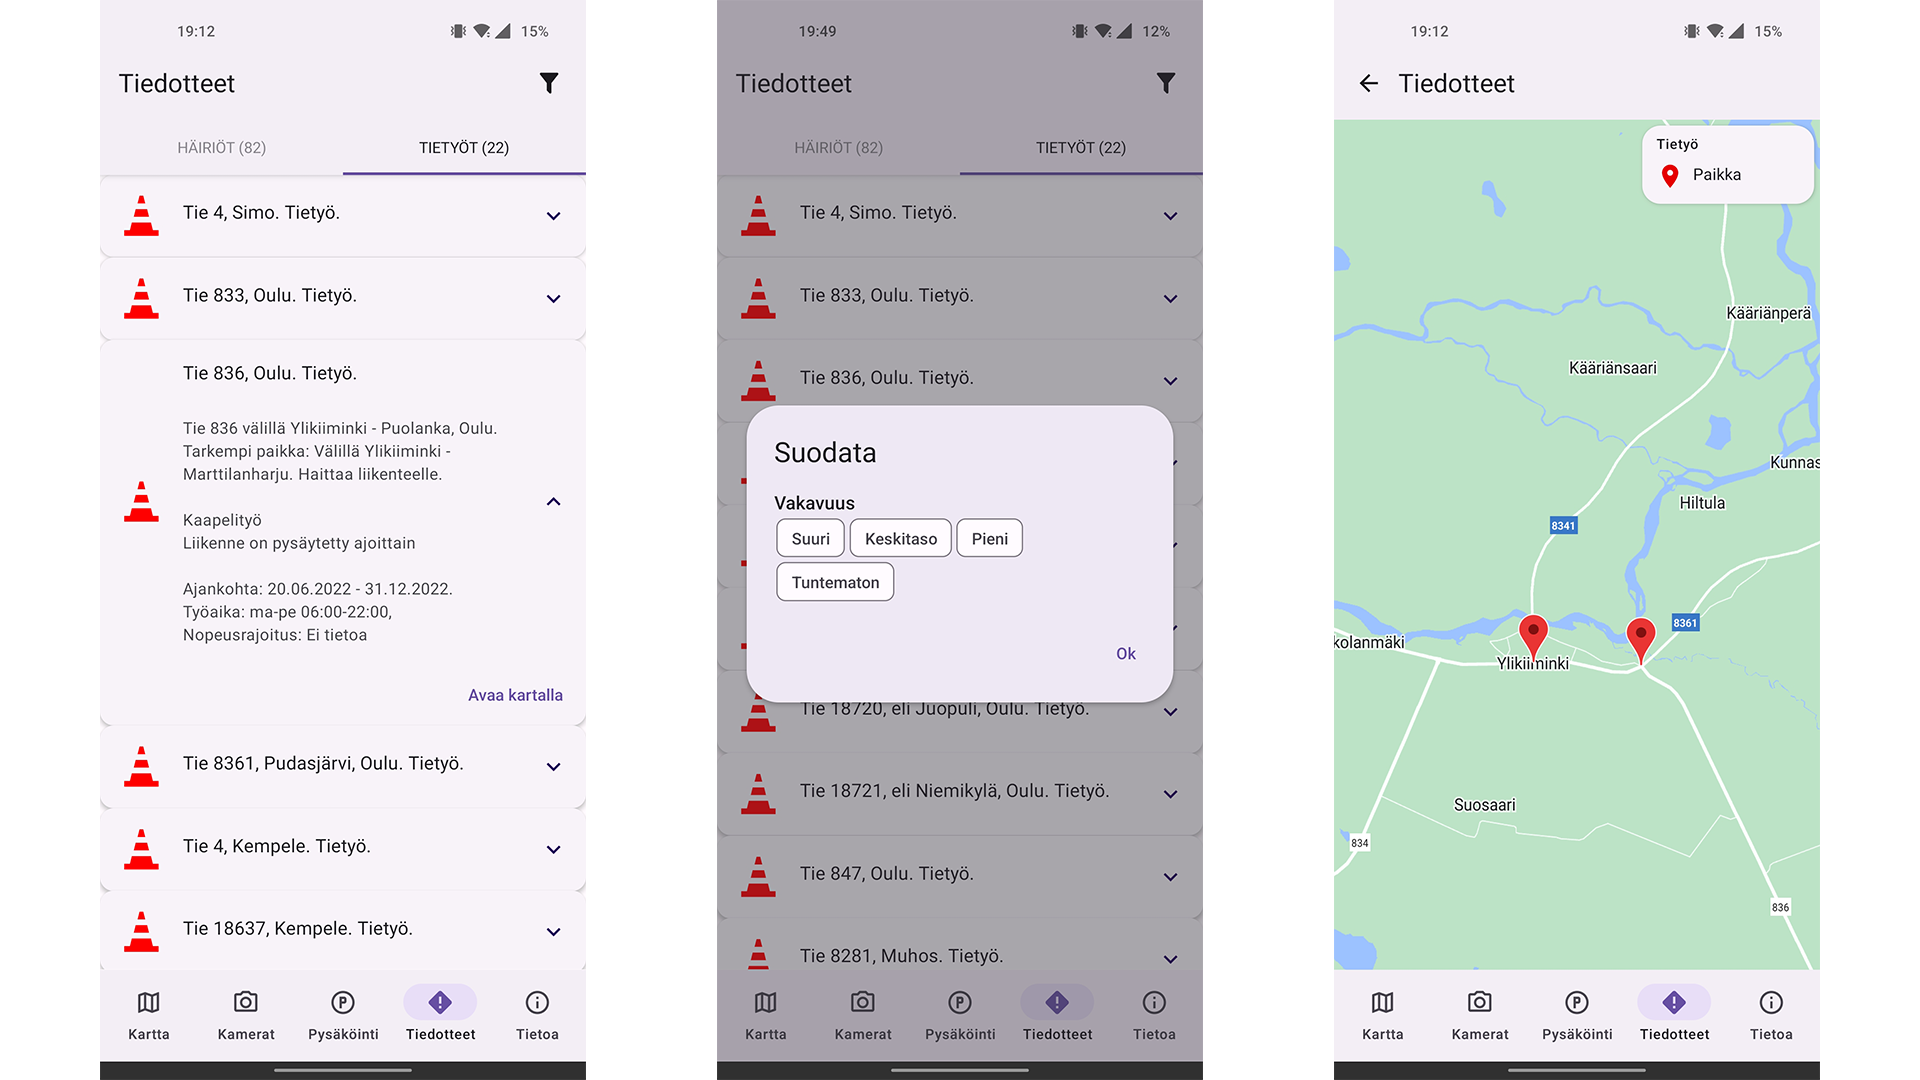 19:12
15%
Tiedotteet
HÄIRIÖT (82)
TIETYÖT (22)
Tie 4, Simo. Tietyö.
Tie 833, Oulu. Tietyö.
Tie 836, Oulu. Tietyö.
Tie 836 välillä Ylikiiminki - Puolanka, Oulu.
Tarkempi paikka: Välillä Ylikiiminki -
Marttilanharju. Haittaa liikenteelle.
Kaapelityö
Liikenne on pysäytetty ajoittain
Ajankohta: 20.06.2022 - 31.12.2022.
Työaika: ma-pe 06:00-22:00,
Nopeusrajoitus: Ei tietoa
Avaa kartalla
Tie 8361, Pudasjärvi, Oulu. Tietyö.
Tie 4, Kempele. Tietyö.
Tie 18637, Kempele. Tietyö.
Kartta
Kamerat
Pysäköinti
Tiedotteet
Tietoa
19:49
12%
Tiedotteet
HÄIRIÖT (82)
TIETYÖT (22)
Tie 4, Simo. Tietyö.
Tie 833, Oulu. Tietyö.
Tie 836, Oulu. Tietyö.
Suodata
Vakavuus
Suuri
Keskitaso
Pieni
Tuntematon
Ok
Tie 18720, eli Juopuli, Oulu. Tietyö.
Tie 18721, eli Niemikylä, Oulu. Tietyö.
Tie 847, Oulu. Tietyö.
Tie 8281, Muhos. Tietyö.
Kartta
Kamerat
Pysäköinti
Tiedotteet
Tietoa
19:12
15%
Tiedotteet
Tietyö
Paikka
Kääriänperä
Kääriänsaari
Kunnas
Hiltula
8341
8361
kolanmäki
Ylikiiminki
Suosaari
834
836
Kartta
Kamerat
Pysäköinti
Tiedotteet
Tietoa